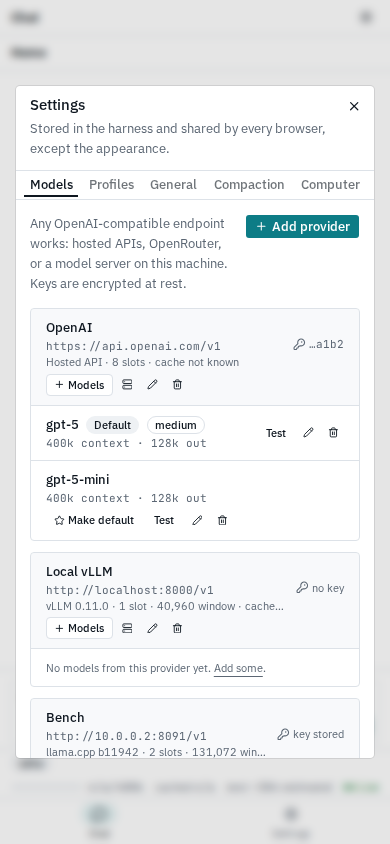 Chat
Home
Settings
Stored in the harness and shared by every browser,
except the appearance.
Models Profiles General Compaction Computer
Any OpenAI-compatible endpoint
works: hosted APIs, OpenRouter,
or a model server on this machine.
Keys are encrypted at rest.
+ Add provider
OpenAI
https://api.openai.com/v1
…a1b2
Hosted API · 8 slots · cache not known
+ Models
gpt-5 Default medium
400k context · 128k out
Test
gpt-5-mini
400k context · 128k out
Make default Test
Local vLLM
http://localhost:8000/v1
no key
vLLM 0.11.0 · 1 slot · 40,960 window · cache…
+ Models
No models from this provider yet. Add some.
Bench
http://10.0.0.2:8091/v1
key stored
llama.cpp b11942 · 2 slots · 131,072 win…